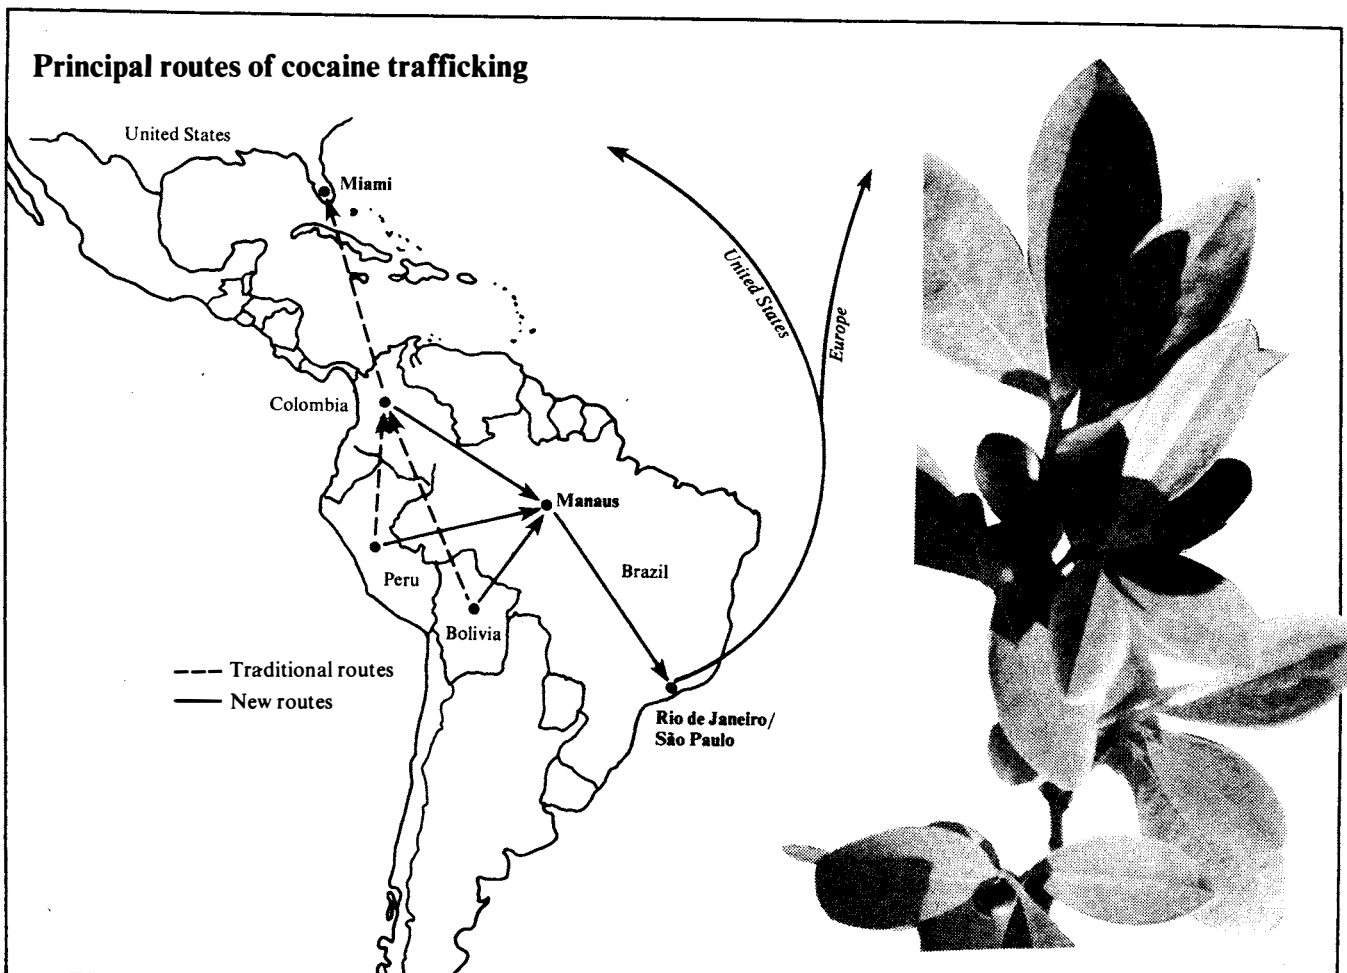 Principal routes of cocaine trafficking
United States
Miami
United States
Europe
Colombia
Manaus
Peru
Brazil
Bolivia
Traditional routes
New routes
Rio de Janeiro/
São Paulo